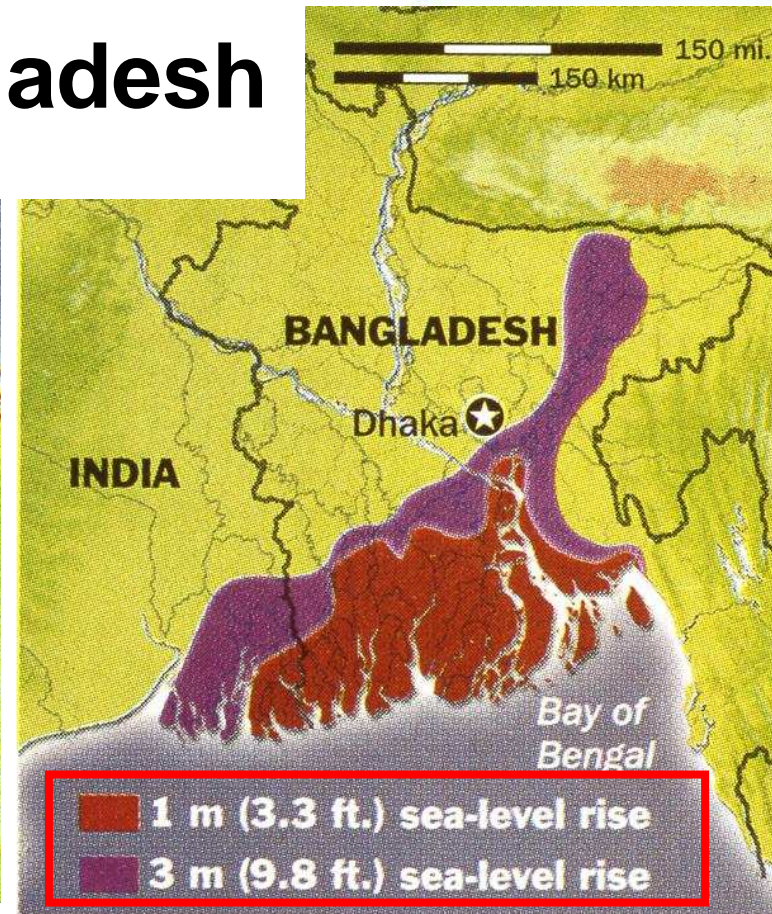 adesh
150 mi.
150 km
BANGLADESH
Dhaka
INDIA
Bay of
Bengal
1 m (3.3 ft.) sea-level rise
3 m (9.8 ft.) sea-level rise